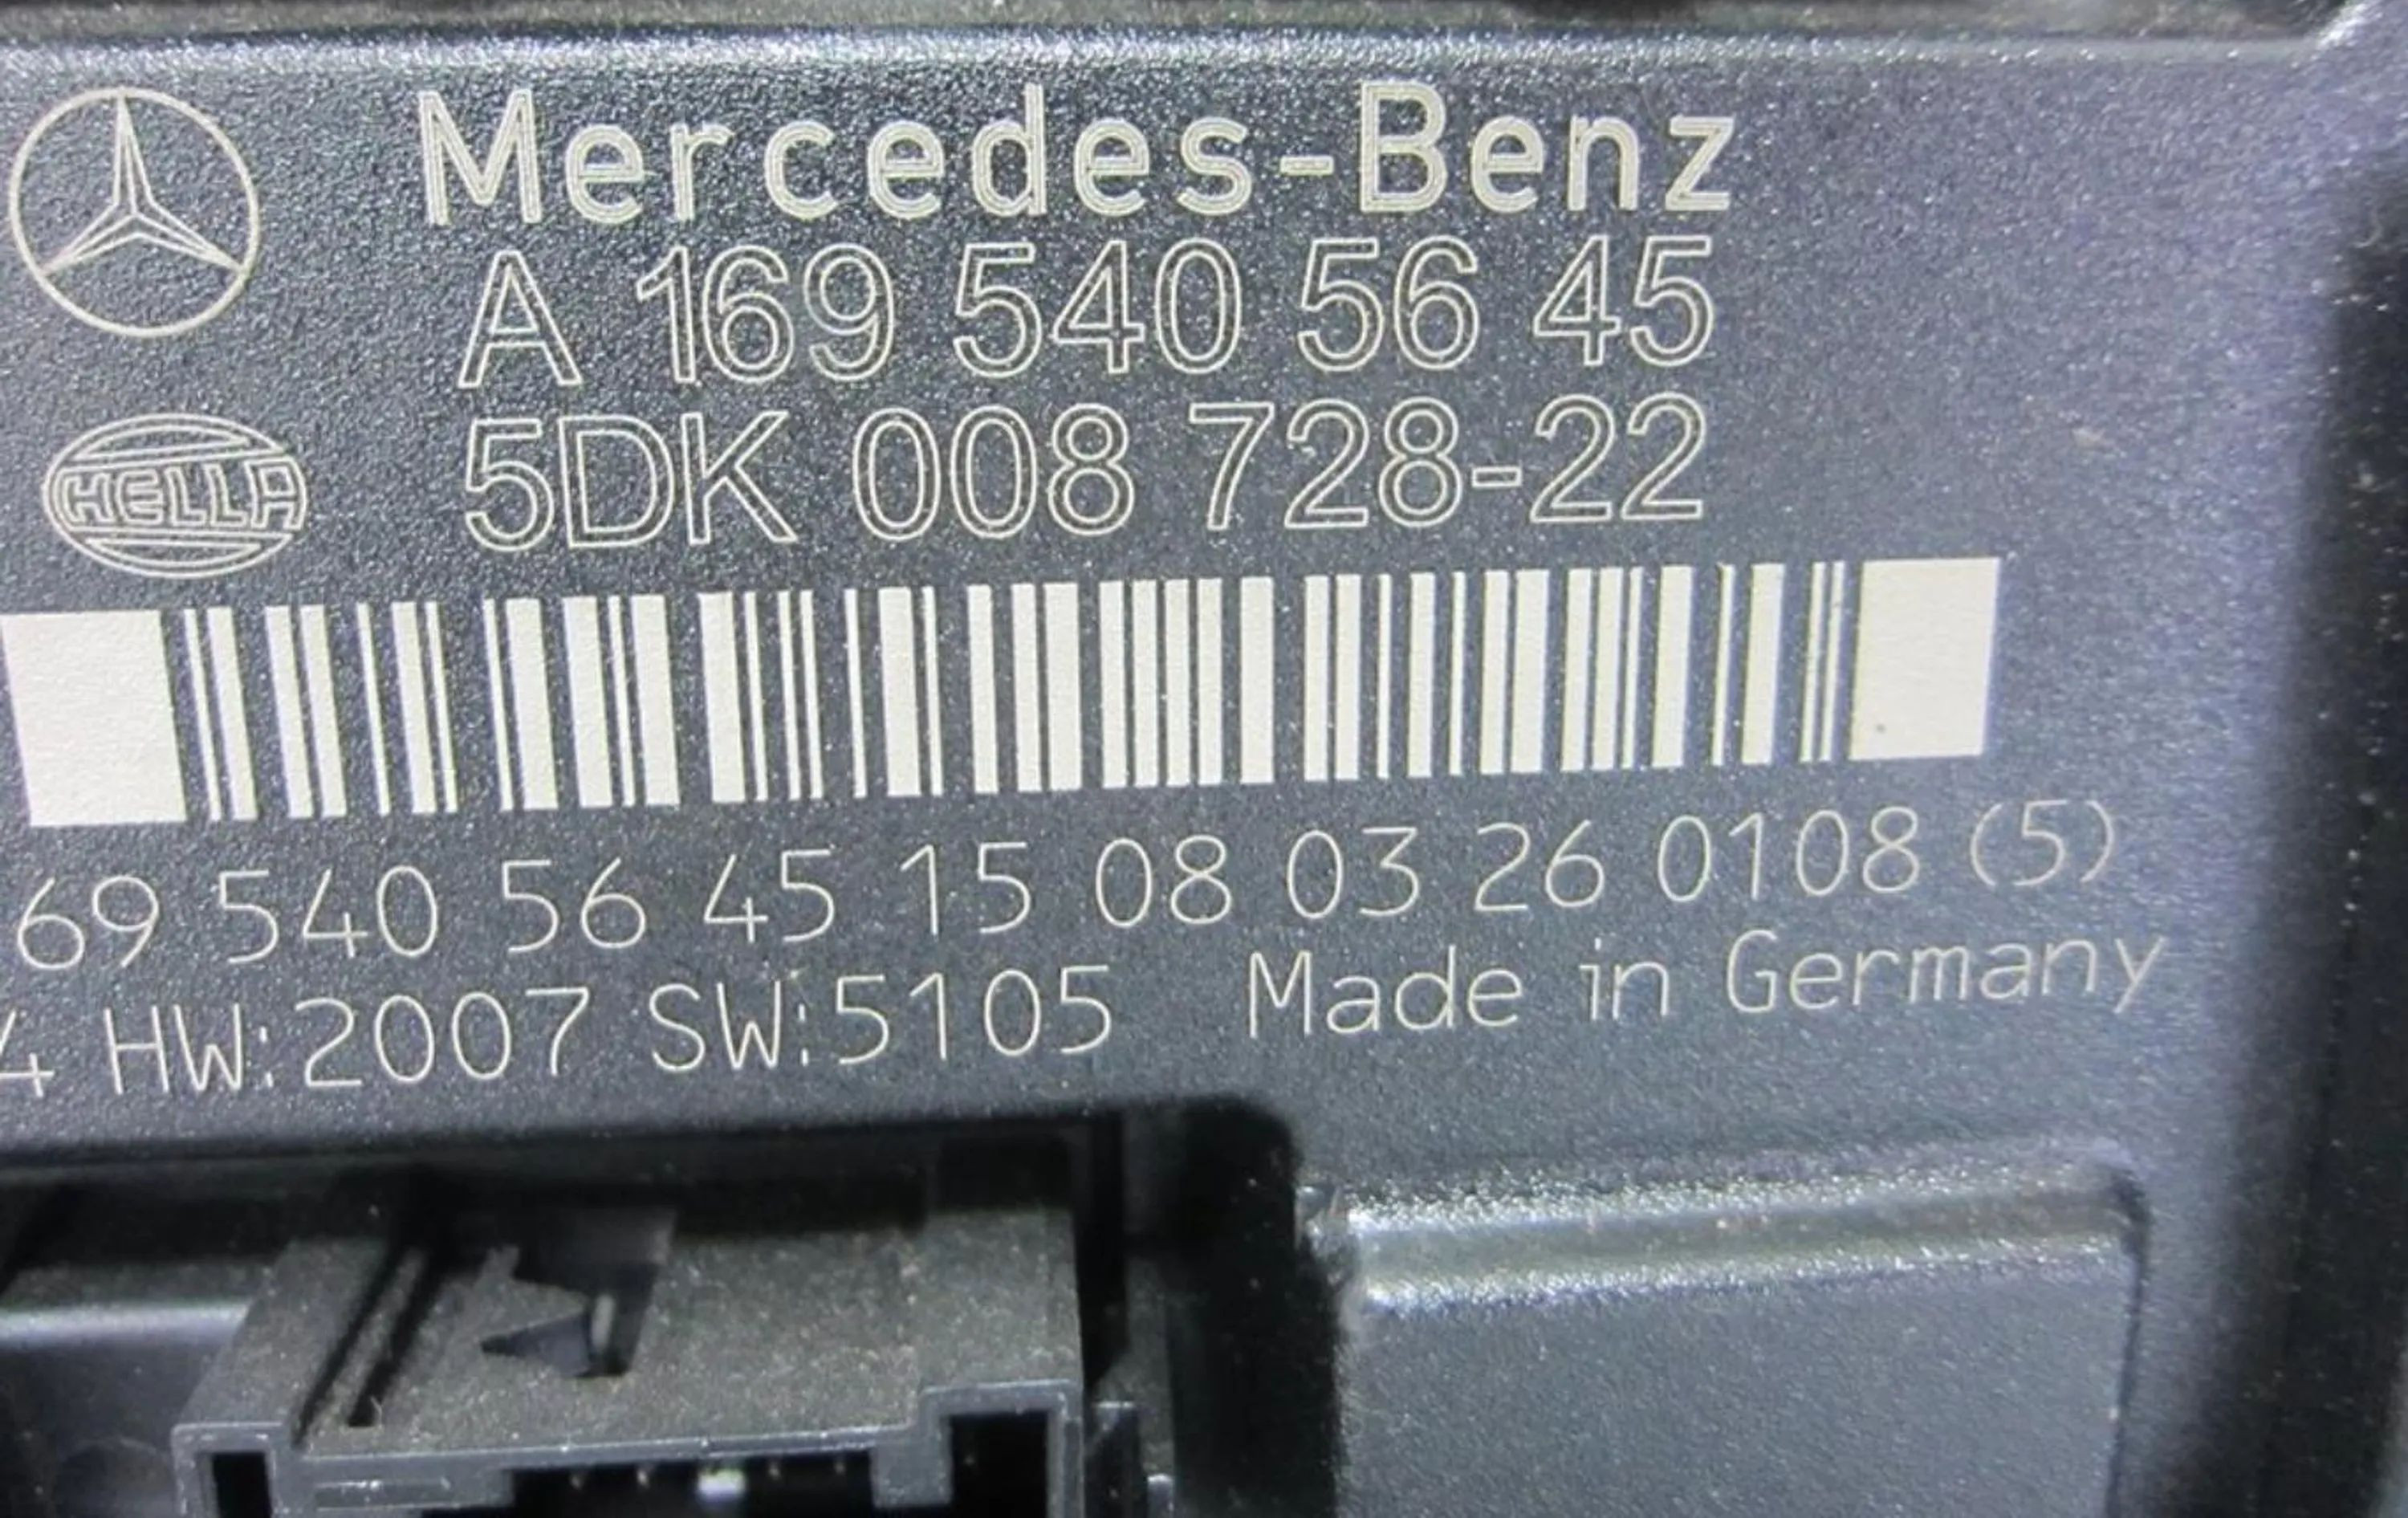 Mercedes-Benz
A 169 540 56 45
HELLA
5DK 008 728-22
69 540 56 45 15 08 03 26 0108 (5)
4 HW:2007 SW:5105 Made in Germany